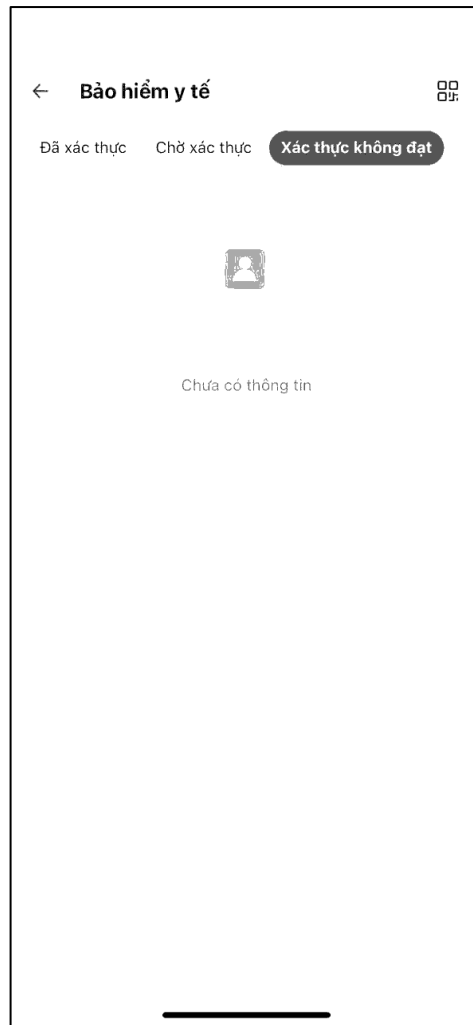 Bảo hiểm y tế
Đã xác thực Chờ xác thực Xác thực không đạt
Chưa có thông tin